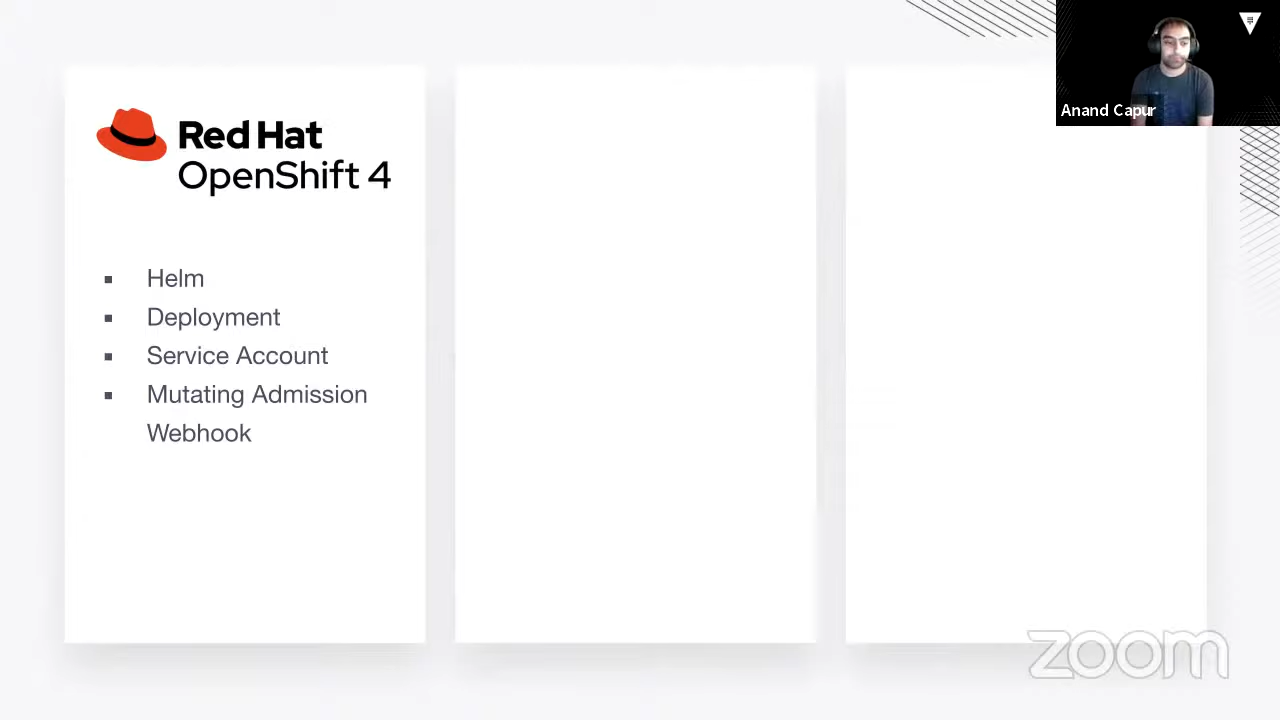 Red Hat
OpenShift 4
Helm
Deployment
Service Account
Mutating Admission
Webhook
Anand Capur
zoom